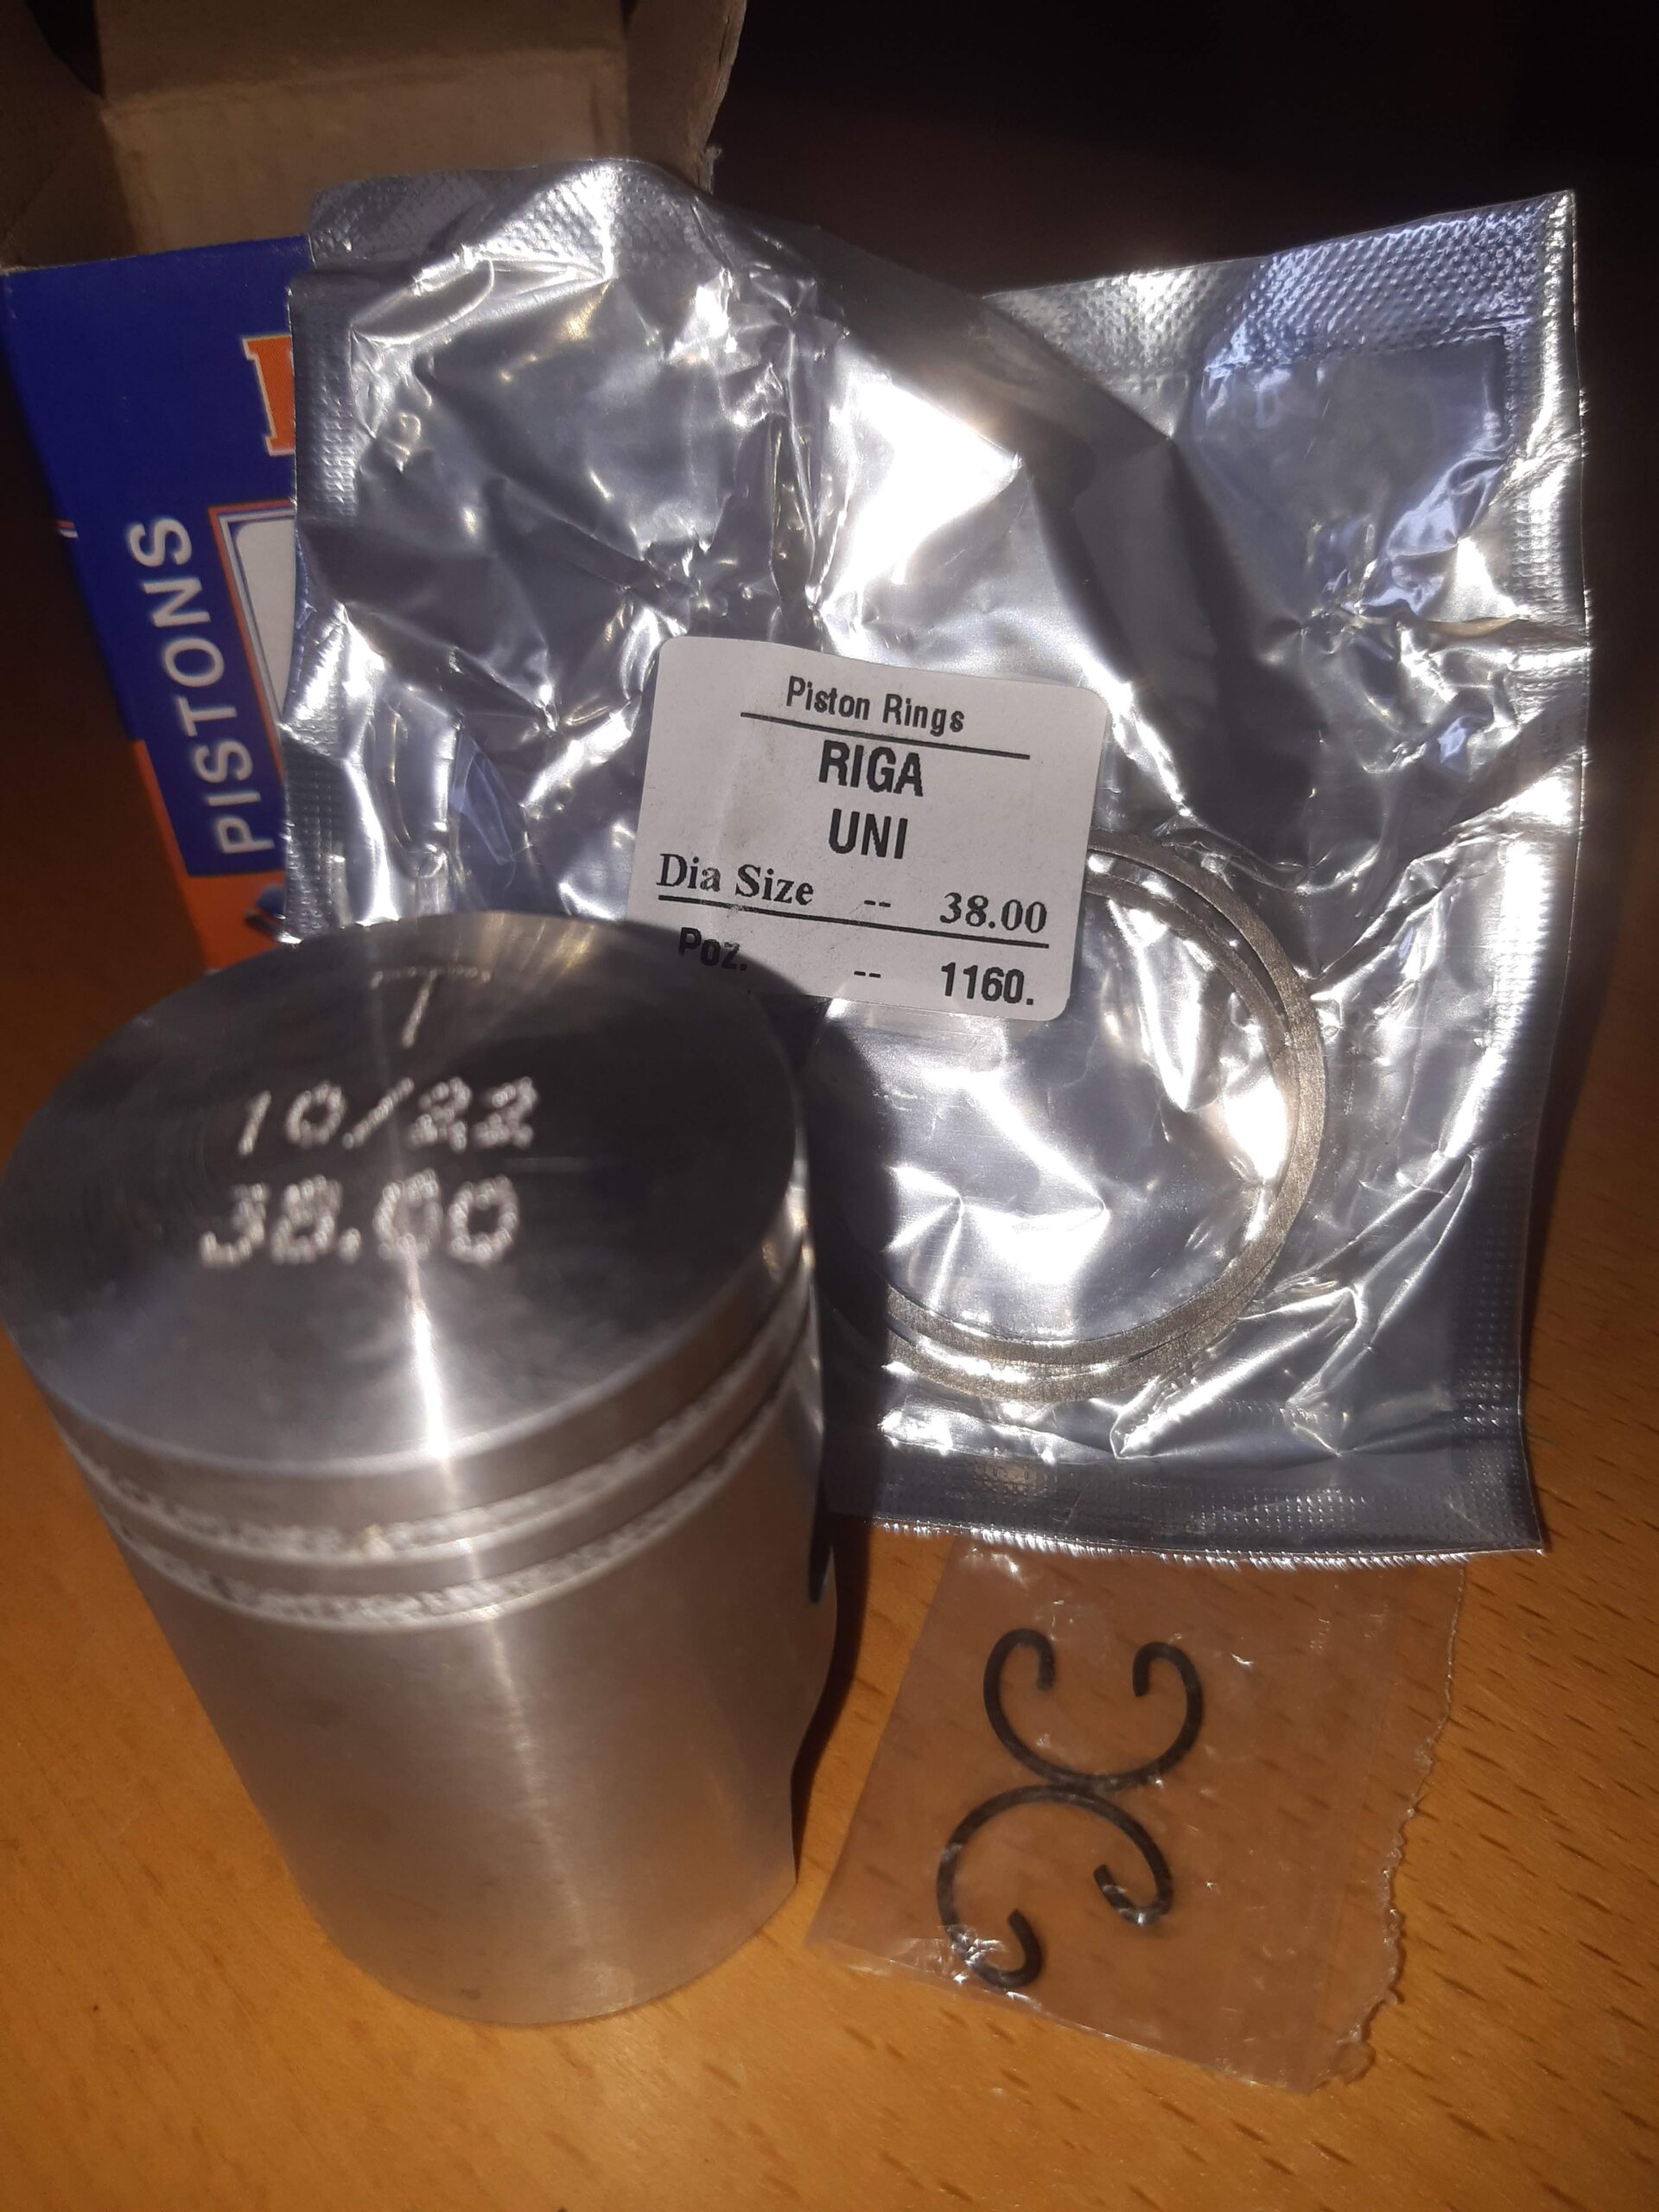 PISTONS
Piston Rings
RIGA
UNI
Dia Size -- 38.00
Poz. -- 1160.
T
10/22
38.00